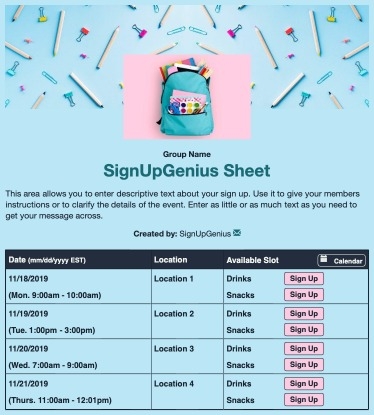 Group Name
SignUpGenius Sheet
This area allows you to enter descriptive text about your sign up. Use it to give your members
instructions or to clarify the details of the event. Enter as little or as much text as you need to
get your message across.
Created by: SignUpGenius
Date (mm/dd/yyyy EST) Location Available Slot Calendar
11/18/2019 Location 1 Drinks Sign Up
(Mon. 9:00am - 10:00am) Snacks Sign Up
11/19/2019 Location 2 Drinks Sign Up
(Tue. 1:00pm - 3:00pm) Snacks Sign Up
11/20/2019 Location 3 Drinks Sign Up
(Wed. 7:00am - 9:00am) Snacks Sign Up
11/21/2019 Location 4 Drinks Sign Up
(Thurs. 11:00am - 12:01pm) Snacks Sign Up